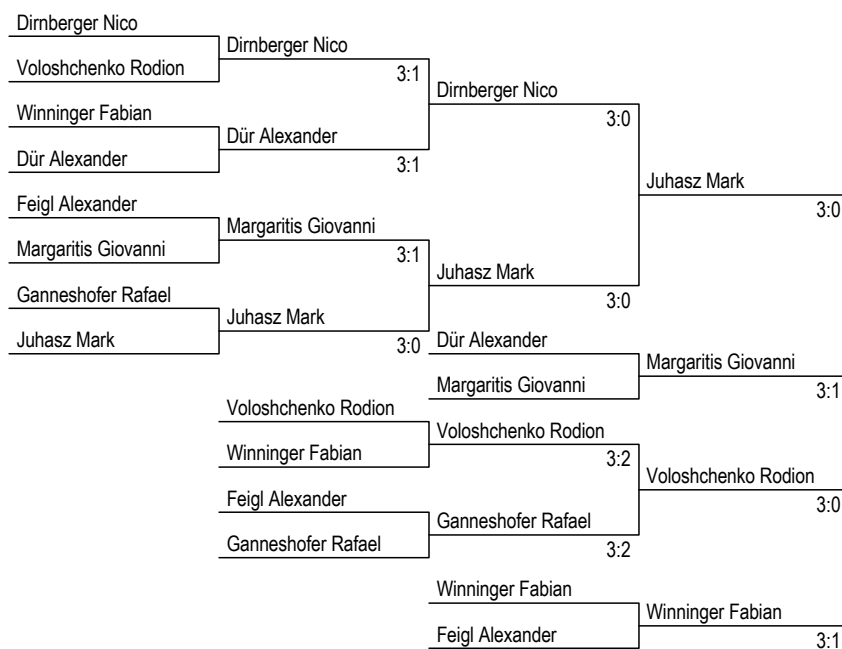 Dirnberger Nico
Dirnberger Nico
Voloshchenko Rodion
3:1
Dirnberger Nico
Winninger Fabian
3:0
Dür Alexander
Dür Alexander
3:1
Juhasz Mark
3:0
Feigl Alexander
Margaritis Giovanni
Margaritis Giovanni
3:1
Juhasz Mark
Ganneshofer Rafael
3:0
Juhasz Mark
Juhasz Mark
3:0
Dür Alexander
Margaritis Giovanni
Margaritis Giovanni
3:1
Voloshchenko Rodion
Voloshchenko Rodion
Winninger Fabian
3:2
Voloshchenko Rodion
Feigl Alexander
3:0
Ganneshofer Rafael
Ganneshofer Rafael
3:2
Winninger Fabian
Winninger Fabian
Feigl Alexander
3:1